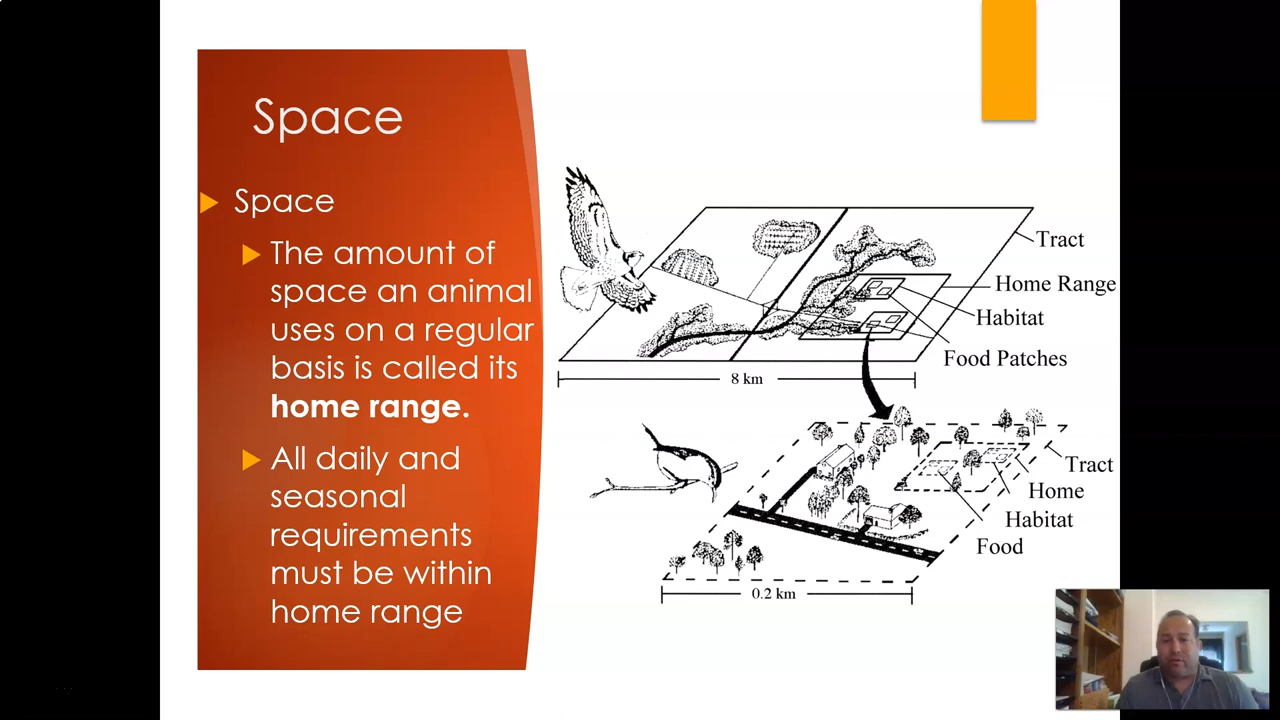 Space
Space
The amount of
space an animal
uses on a regular
basis is called its
home range.
All daily and
seasonal
requirements
must be within
home range
Tract
Home Range
Habitat
Food Patches
8 km
Tract
Home
Habitat
Food
0.2 km